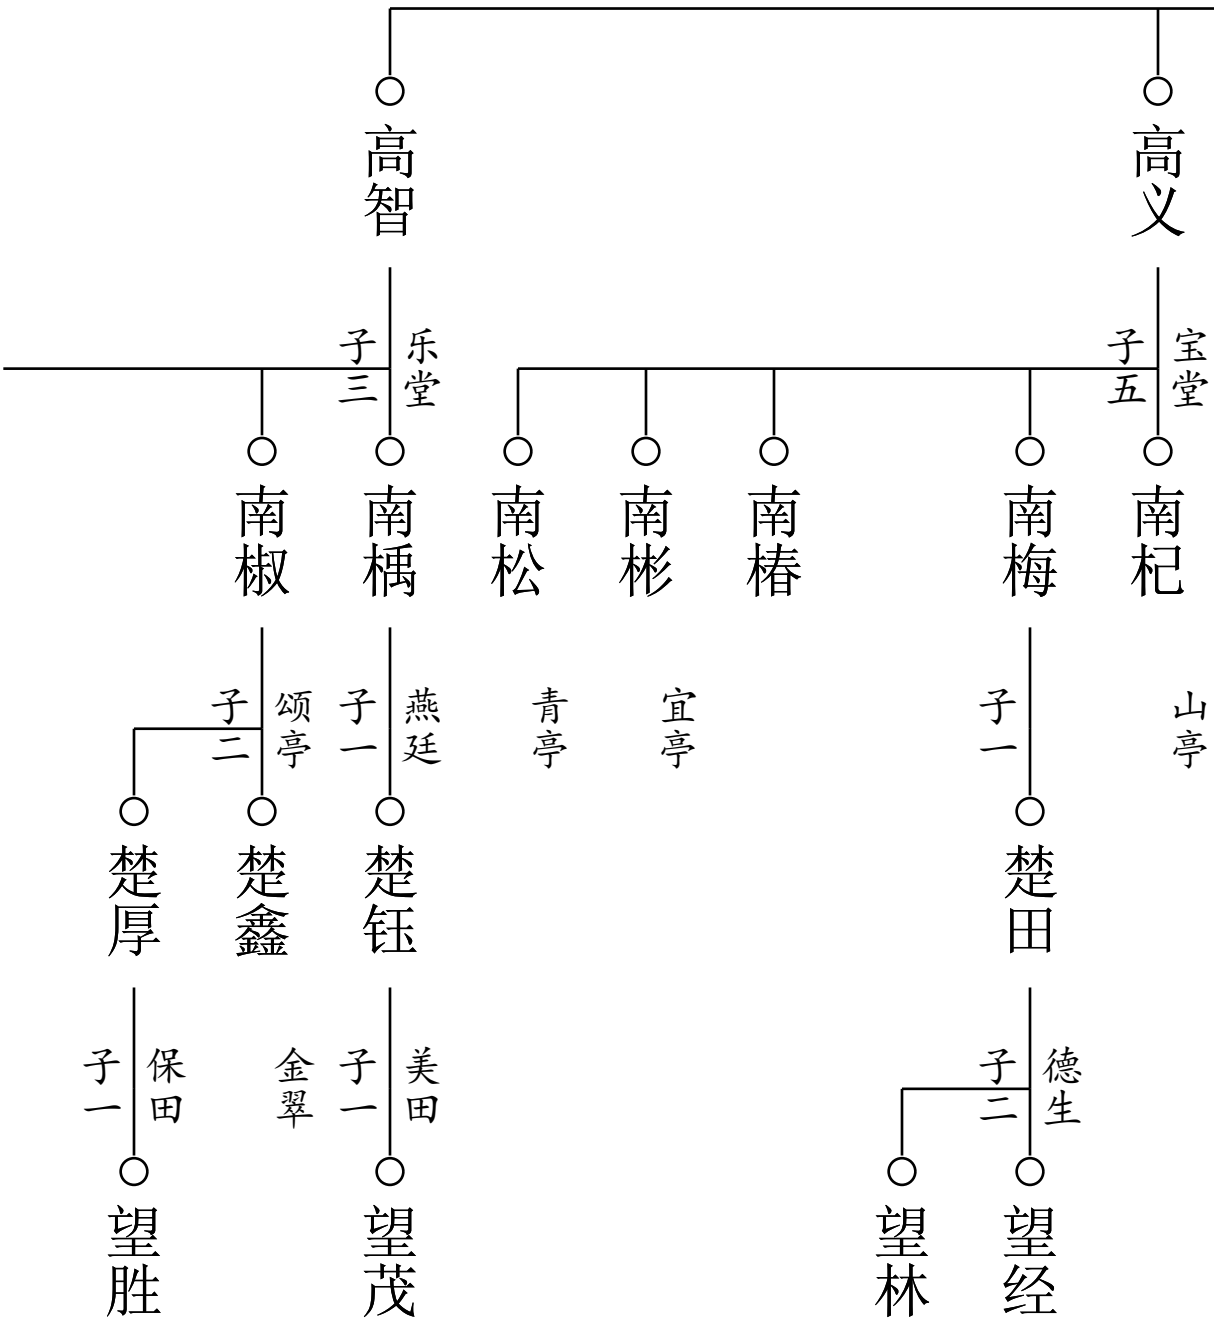 高义
高智
宝堂
子五
乐堂
子三
南杞
南梅
南椿
南彬
南松
南楀
南椒
山亭
子一
宜亭
青亭
燕廷
子一
颂亭
子二
楚田
楚钰
楚鑫
楚厚
德生
子二
美田
子一
金翠
保田
子一
望经
望林
望茂
望胜